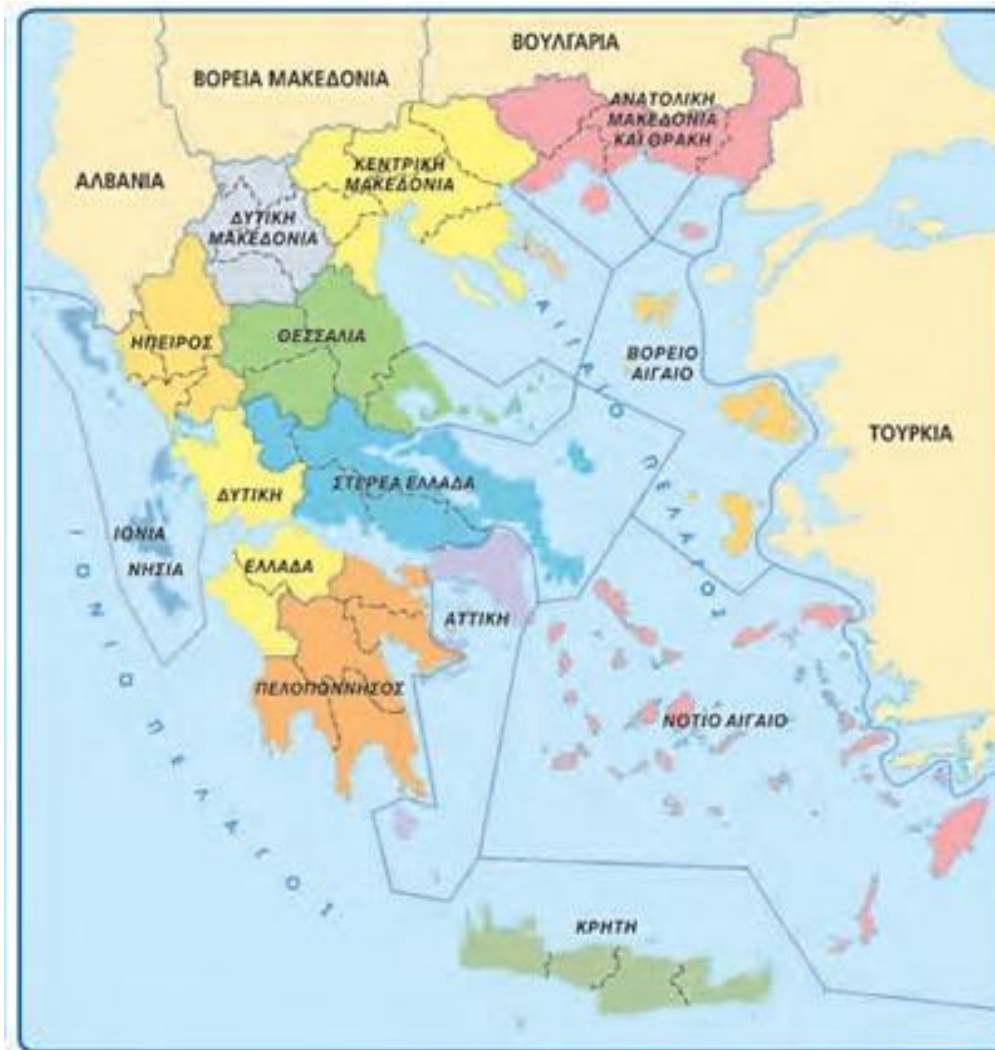 ΒΟΥΛΓΑΡΙΑ
ΒΟΡΕΙΑ ΜΑΚΕΔΟΝΙΑ
ΑΝΑΤΟΛΙΚΗ
ΜΑΚΕΔΟΝΙΑ
ΚΑΙ ΘΡΑΚΗ
ΑΛΒΑΝΙΑ
ΚΕΝΤΡΙΚΗ
ΜΑΚΕΔΟΝΙΑ
ΔΥΤΙΚΗ
ΜΑΚΕΔΟΝΙΑ
ΗΠΕΙΡΟΣ
ΘΕΣΣΑΛΙΑ
ΒΟΡΕΙΟ
ΑΙΓΑΙΟ
ΑΙΓΑΙΟ ΠΕΛΑΓΟΣ
ΤΟΥΡΚΙΑ
ΔΥΤΙΚΗ
ΣΤΕΡΕΑ ΕΛΛΑΔΑ
ΙΟΝΙΑ
ΝΗΣΙΑ
ΕΛΛΑΔΑ
ΑΤΤΙΚΗ
ΙΟΝΙΟ ΠΕΛΑΓΟΣ
ΠΕΛΟΠΟΝΝΗΣΟΣ
ΝΟΤΙΟ ΑΙΓΑΙΟ
ΚΡΗΤΗ